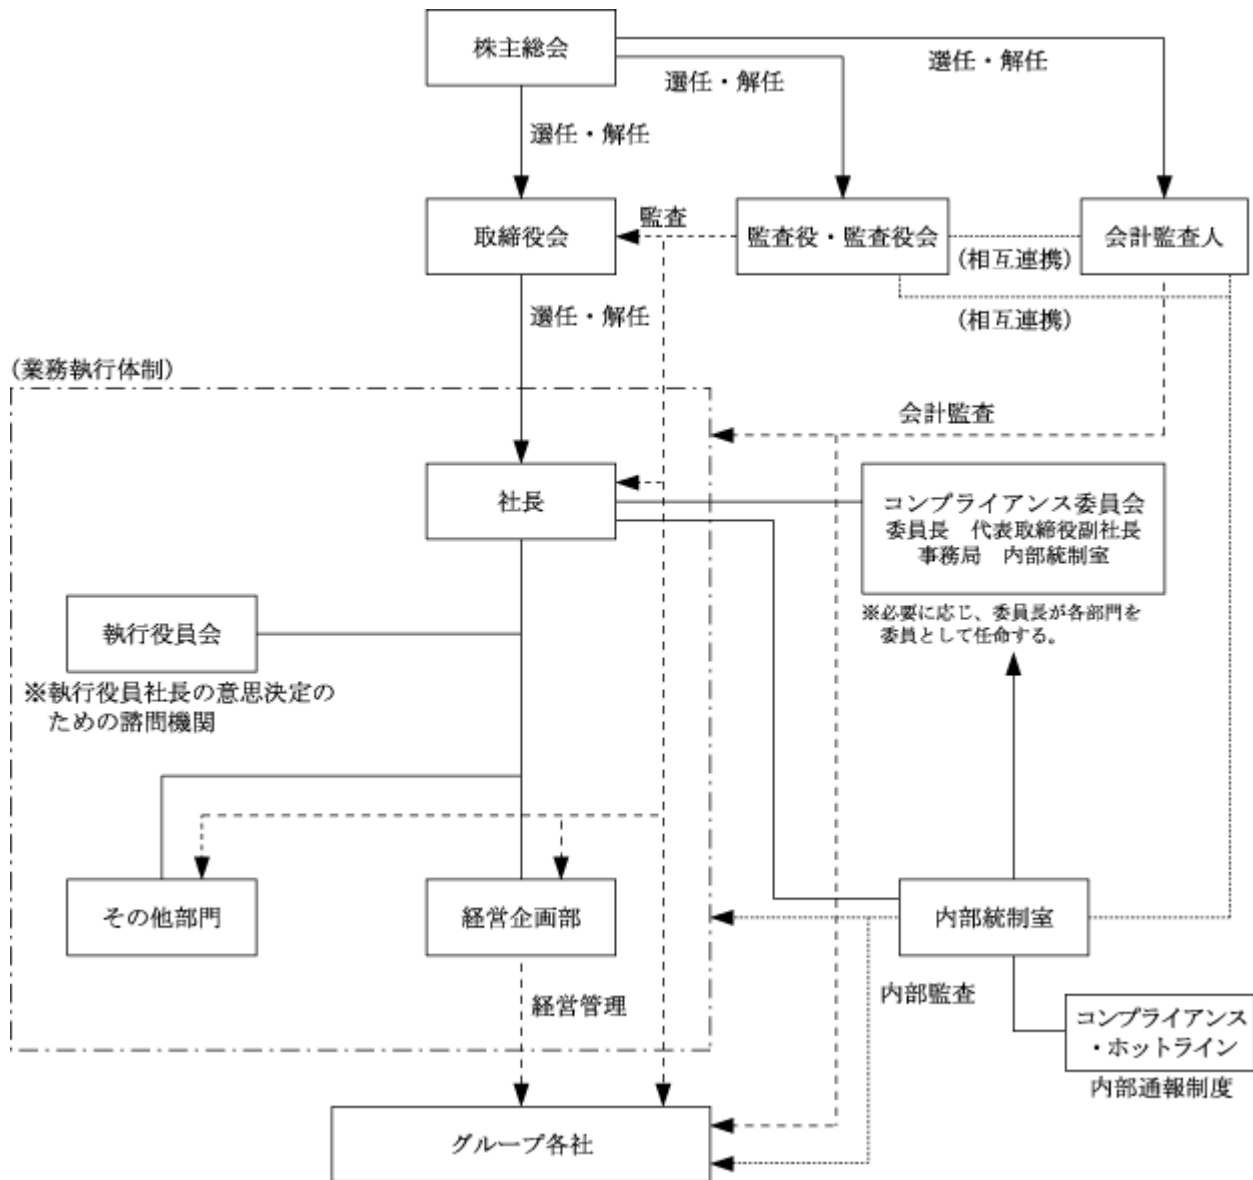 株主総会
選任・解任
選任・解任
選任・解任
取締役会
監査
監査役・監査役会
(相互連携)
会計監査人
(相互連携)
選任・解任
(業務執行体制)
会計監査
社長
コンプライアンス委員会
委員長 代表取締役副社長
事務局 内部統制室
※必要に応じ、委員長が各部門を
委員として任命する。
執行役員会
※執行役員社長の意思決定の
ための諮問機関
その他部門
経営企画部
内部統制室
内部監査
経営管理
コンプライアンス
・ホットライン
内部通報制度
グループ各社